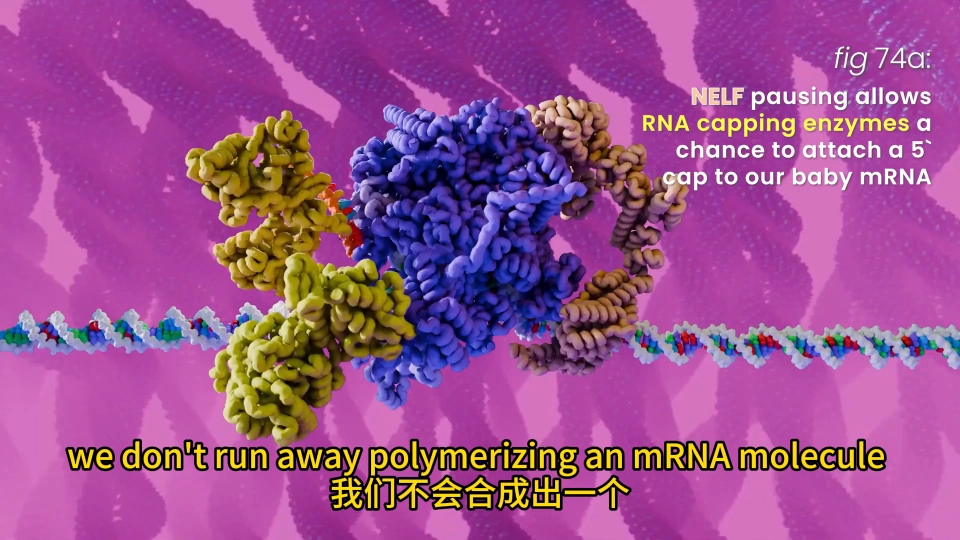 fig 74a:
NELF pausing allows
RNA capping enzymes a
chance to attach a 5`
cap to our baby mRNA
we don't run away polymerizing an mRNA molecule
我们不会合成出一个